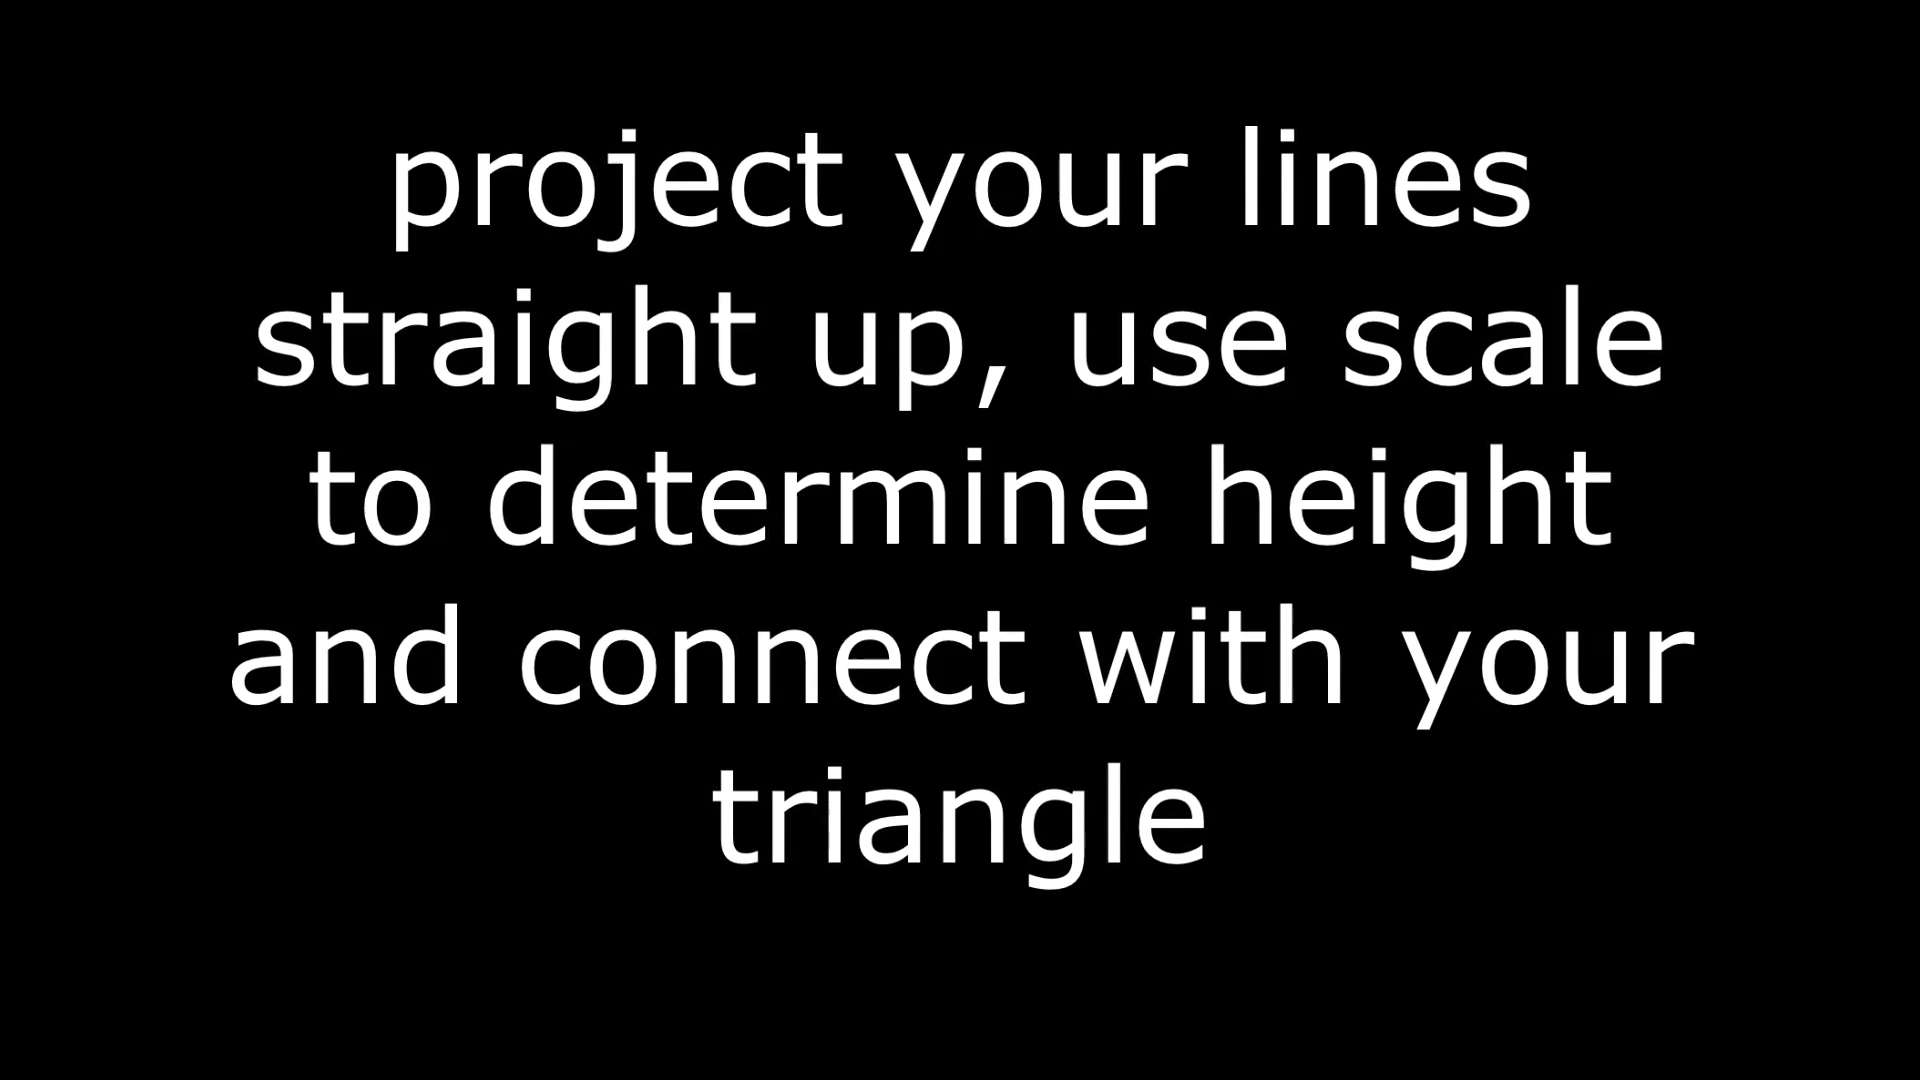 project your lines
straight up, use scale
to determine height
and connect with your
triangle